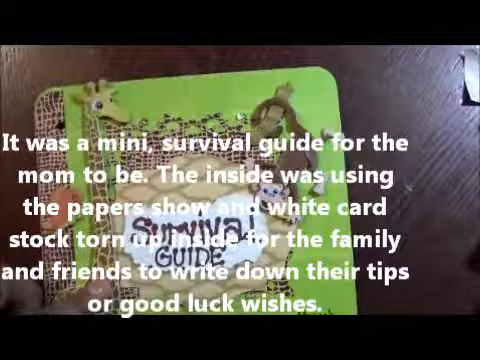 It was a mini, survival guide for the
mom to be. The inside was using
the papers show and white card
stock torn up inside for the family
and friends to write down their tips
or good luck wishes.
SURVIVAL
GUIDE